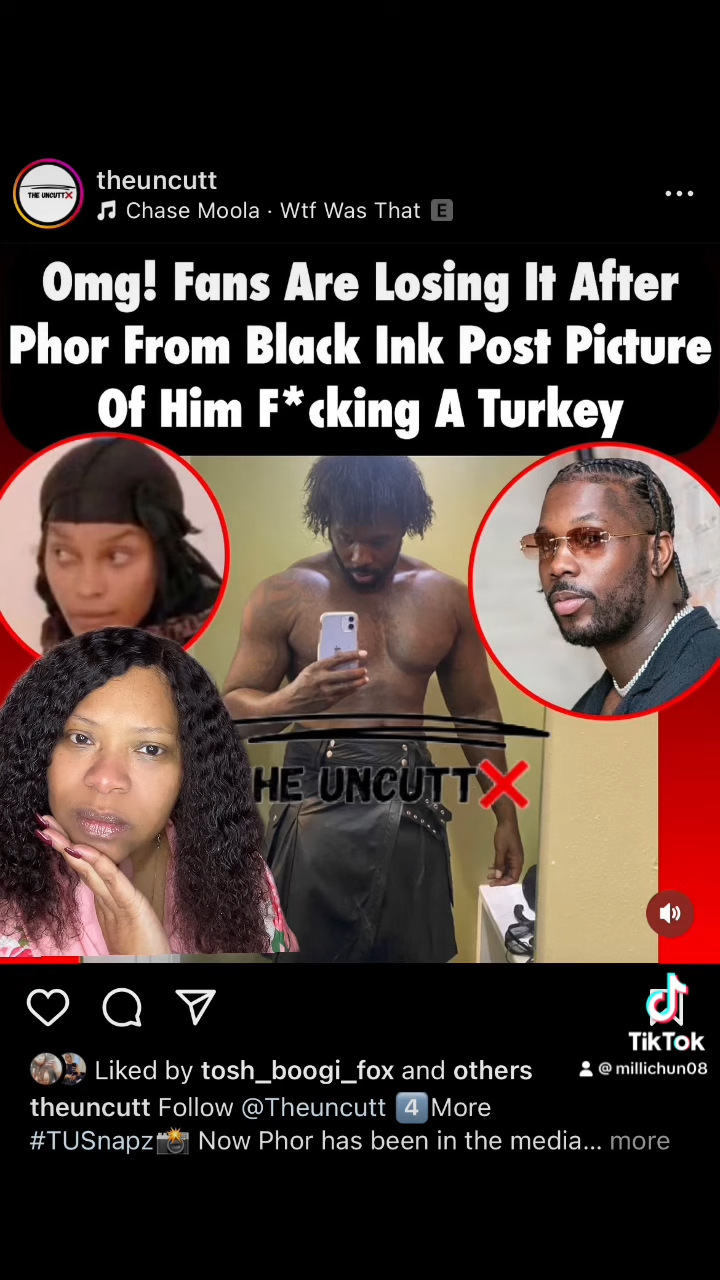 theuncutt
THE UNCUTT❌
🎵 Chase Moola · Wtf Was That 🅴
Omg! Fans Are Losing It After
Phor From Black Ink Post Picture
Of Him F*cking A Turkey
HE UNCUTT❌
TikTok
@millichun08
Liked by tosh_boogi_fox and others
theuncutt Follow @Theuncutt 4️⃣More
#TUSnapz📸 Now Phor has been in the media... more